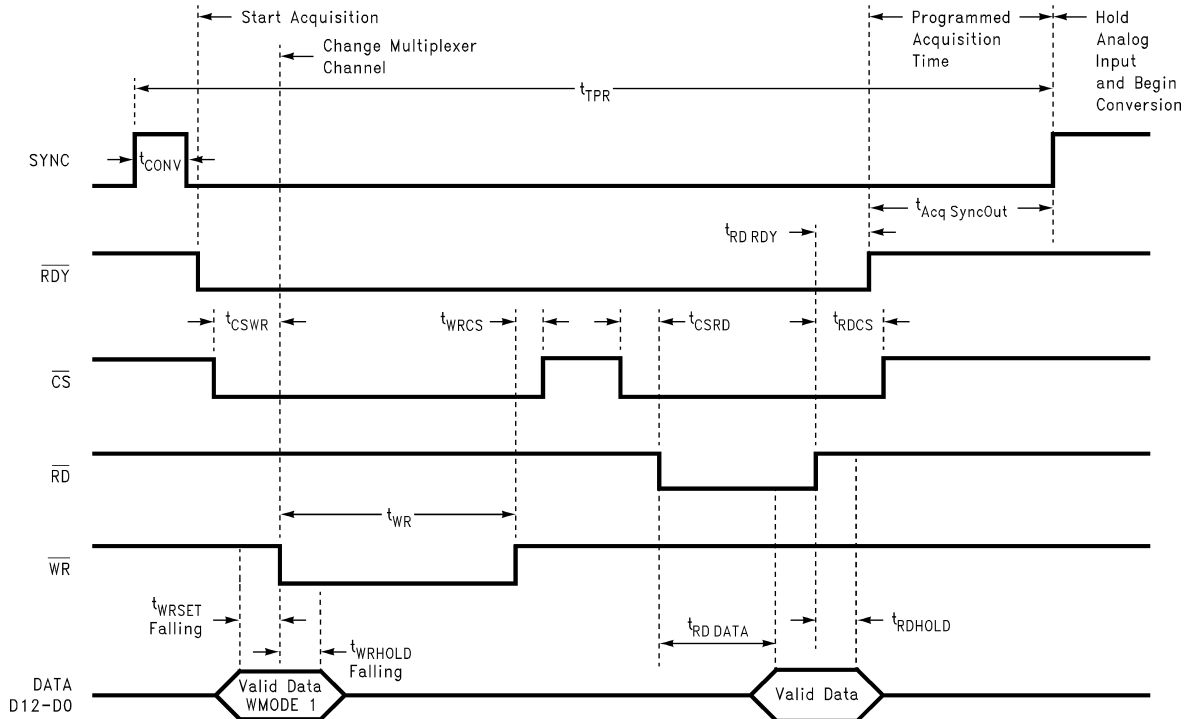 Start Acquisition
Change Multiplexer
Channel
Programmed
Acquisition
Time
Hold
Analog
Input
and Begin
Conversion
tTPR
SYNC
tCONV
tAcq SyncOut
tRD RDY
RDY
tCSWR
tWRCS
tCSRD
tRDCS
CS
RD
tWR
WR
tWRSET
Falling
tWRHOLD
Falling
tRD DATA
tRDHOLD
DATA
D12-D0
Valid Data
WMODE 1
Valid Data